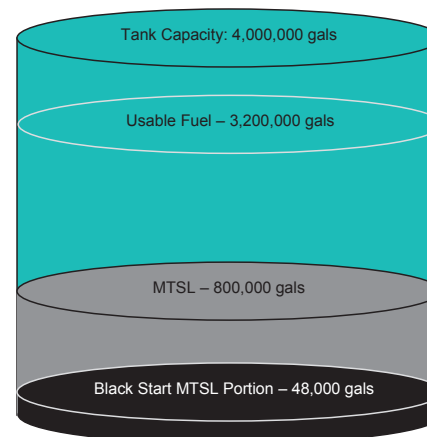 Tank Capacity: 4,000,000 gals
Usable Fuel – 3,200,000 gals
MTSL – 800,000 gals
Black Start MTSL Portion – 48,000 gals